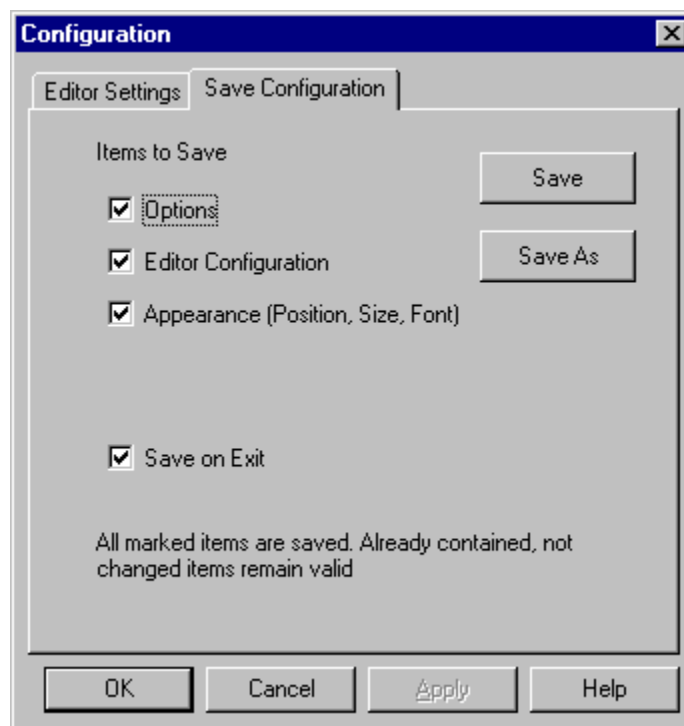 Configuration
Editor Settings
Save Configuration
Items to Save
Save
Options
Save As
Editor Configuration
Appearance (Position, Size, Font)
Save on Exit
All marked items are saved. Already contained, not
changed items remain valid
OK
Cancel
Apply
Help